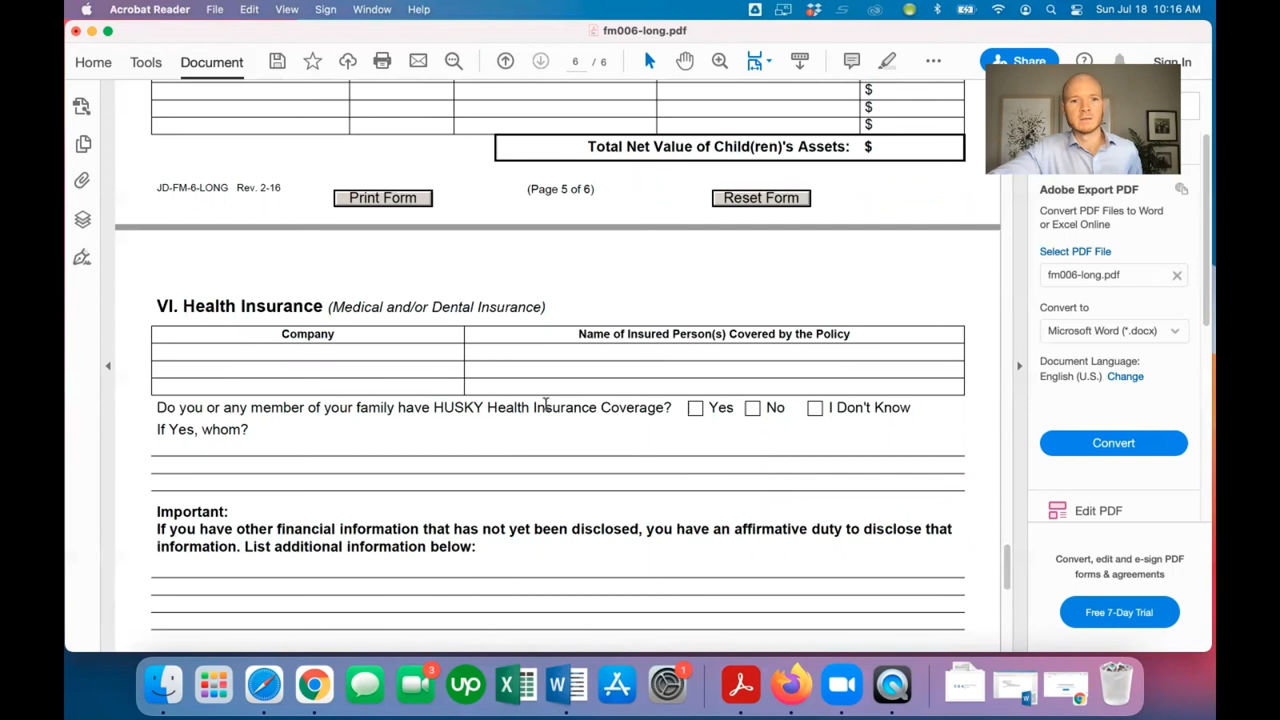 Acrobat Reader File Edit View Sign Window Help Sun Jul 18 10:16 AM
fm006-long.pdf
Home Tools Document 6 / 6 Share Sign In
$
$
$
Total Net Value of Child(ren)'s Assets: $
JD-FM-6-LONG Rev. 2-16 Print Form (Page 5 of 6) Reset Form
VI. Health Insurance (Medical and/or Dental Insurance)
Company Name of Insured Person(s) Covered by the Policy
Do you or any member of your family have HUSKY Health Insurance Coverage? Yes No I Don't Know
If Yes, whom?
Important:
If you have other financial information that has not yet been disclosed, you have an affirmative duty to disclose that
information. List additional information below:
Adobe Export PDF
Convert PDF Files to Word
or Excel Online
Select PDF File
fm006-long.pdf
Convert to
Microsoft Word (*.docx)
Document Language:
English (U.S.) Change
Convert
Edit PDF
Convert, edit and e-sign PDF
forms & agreements
Free 7-Day Trial
3
up
1